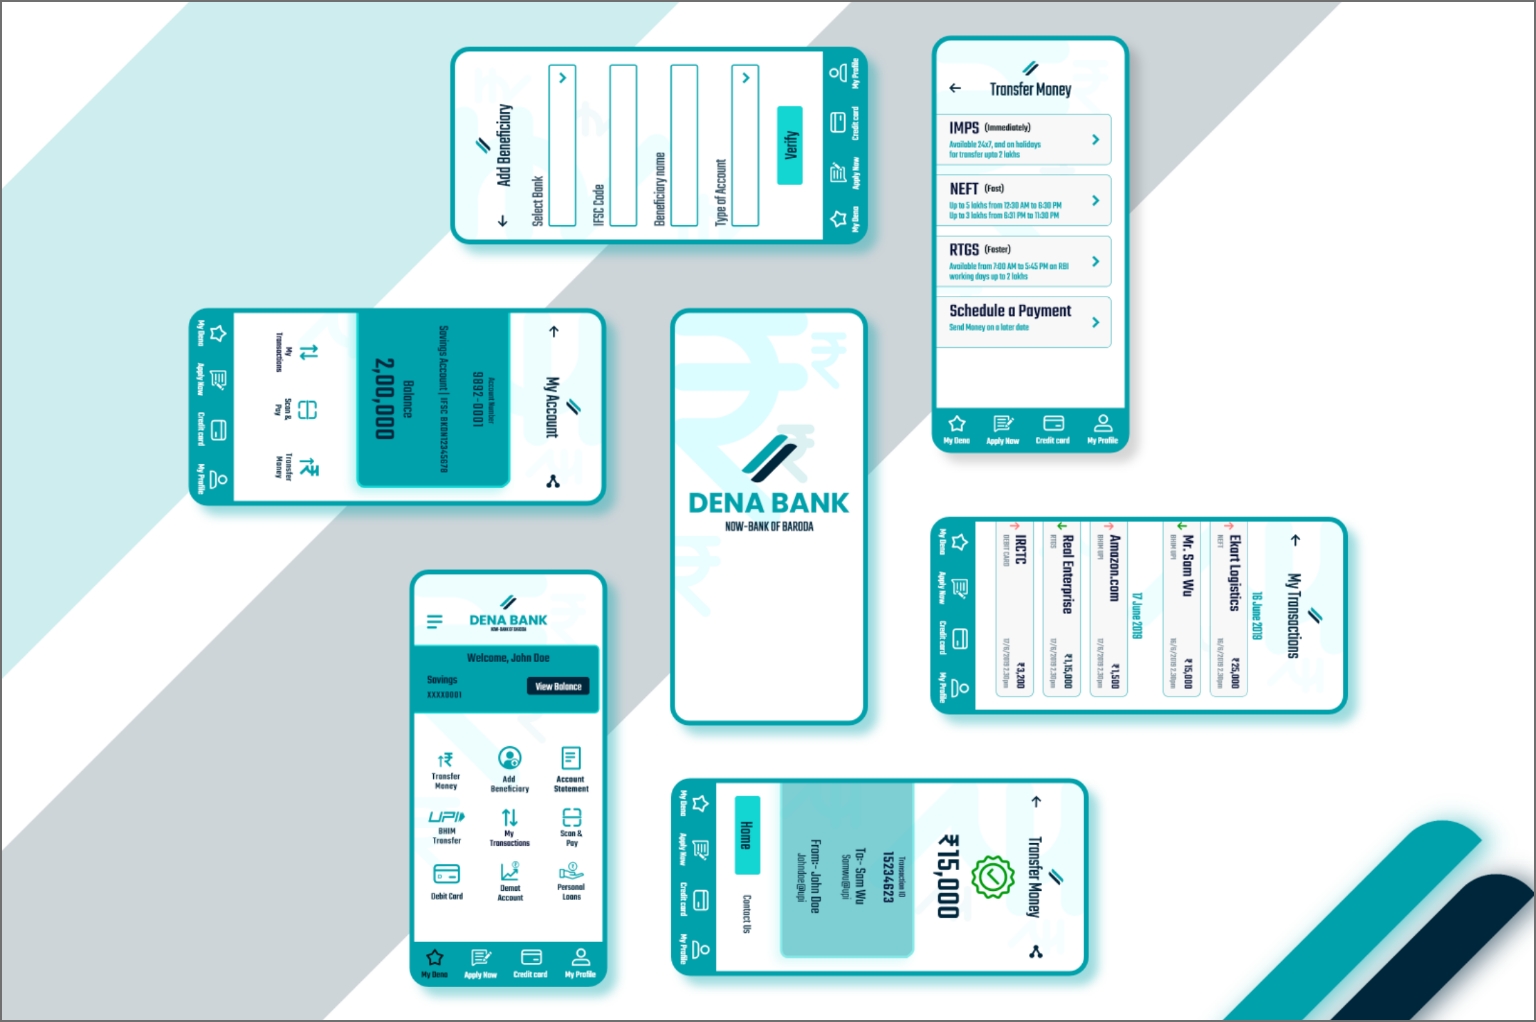 Add Beneficiary
Select Bank
IFSC Code
Beneficiary name
Type of Account
Verify
My Dena
Apply Now
Credit card
My Profile
Transfer Money
IMPS (Immediately)
Available 24x7, and on holidays
for transfer upto 2 lakhs
NEFT (Fast)
Up to 5 lakhs from 12:30 AM to 6:30 PM
Up to 3 lakhs from 6:31 PM to 11:30 PM
RTGS (Faster)
Available from 7:00 AM to 5:45 PM on RBI
working days up to 2 lakhs
Schedule a Payment
Send Money on a later date
My Dena
Apply Now
Credit card
My Profile
My Account
Account Number
9892-0001
Savings Account | IFSC BKDN12345678
Balance
2,00,000
My
Transactions
Scan &
Pay
Transfer
Money
My Dena
Apply Now
Credit card
My Profile
DENA BANK
NOW-BANK OF BARODA
My Transactions
16 June 2019
Ekart Logistics ₹25,000
NEFT 16/6/2019 2.30pm
Mr. Sam Wu ₹15,000
BHIM UPI 16/6/2019 2.30pm
17 June 2019
Amazon.com ₹1,500
BHIM UPI 17/6/2019 2.30pm
Real Enterprise ₹1,15,000
RTGS 17/6/2019 2.30pm
IRCTC ₹3,200
DEBIT CARD 17/6/2019 2.30pm
My Dena
Apply Now
Credit card
My Profile
DENA BANK
NOW-BANK OF BARODA
Welcome, John Doe
Savings
XXXX0001
View Balance
Transfer
Money
Add
Beneficiary
Account
Statement
UPI
BHIM
Transfer
My
Transactions
Scan &
Pay
Debit Card
Demat
Account
Personal
Loans
My Dena
Apply Now
Credit card
My Profile
Transfer Money
₹15,000
Transaction ID
15234623
To:- Sam Wu
Samwu@upi
From:- John Doe
Johndoe@upi
Home
Contact Us
My Dena
Apply Now
Credit card
My Profile